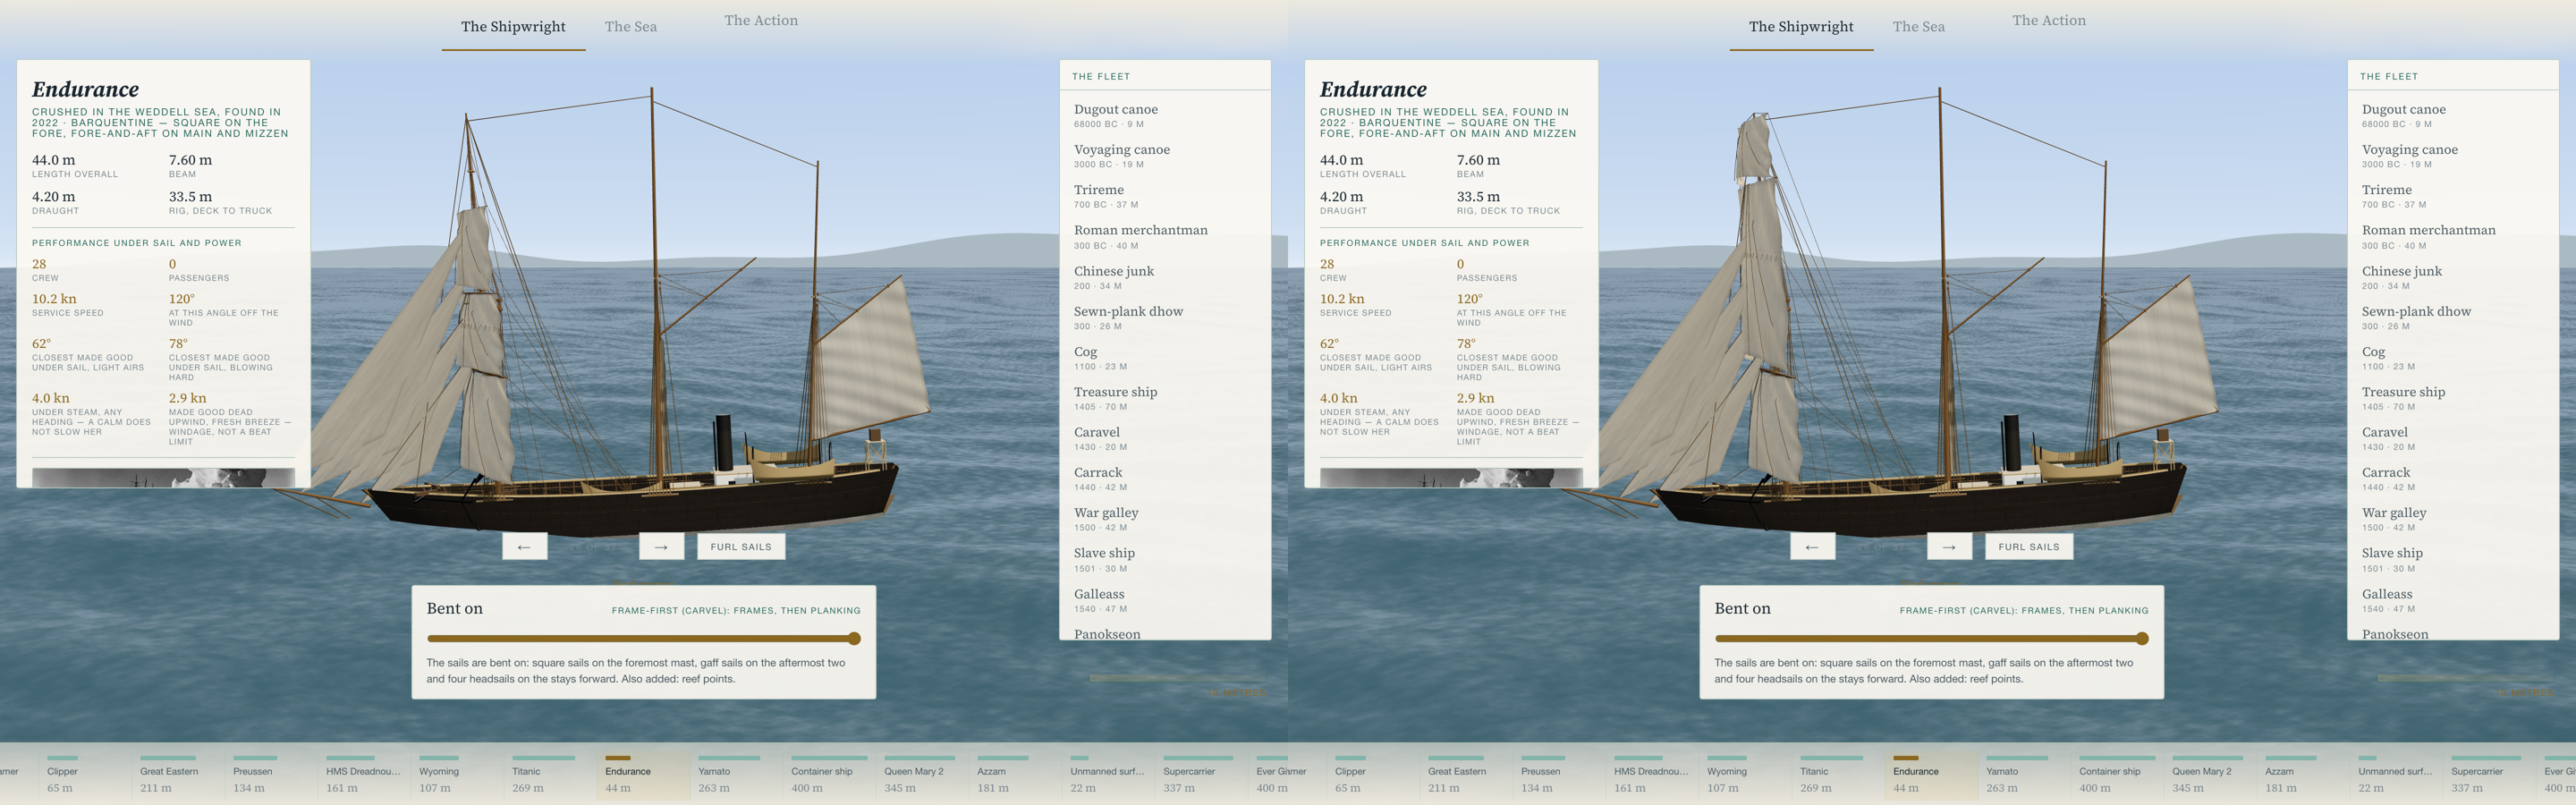 The Shipwright
The Sea
The Action
Endurance
CRUSHED IN THE WEDDELL SEA, FOUND IN
2022 · BARQUENTINE — SQUARE ON THE
FORE, FORE-AND-AFT ON MAIN AND MIZZEN
44.0 m
LENGTH OVERALL
7.60 m
BEAM
4.20 m
DRAUGHT
33.5 m
RIG, DECK TO TRUCK
PERFORMANCE UNDER SAIL AND POWER
28
CREW
0
PASSENGERS
10.2 kn
SERVICE SPEED
120°
AT THIS ANGLE OFF THE
WIND
62°
CLOSEST MADE GOOD
UNDER SAIL, LIGHT AIRS
78°
CLOSEST MADE GOOD
UNDER SAIL, BLOWING
HARD
4.0 kn
UNDER STEAM, ANY
HEADING — A CALM DOES
NOT SLOW HER
2.9 kn
MADE GOOD DEAD
UPWIND, FRESH BREEZE —
WINDAGE, NOT A BEAT
LIMIT
THE FLEET
Dugout canoe
68000 BC · 9 M
Voyaging canoe
3000 BC · 19 M
Trireme
700 BC · 37 M
Roman merchantman
300 BC · 40 M
Chinese junk
200 · 34 M
Sewn-plank dhow
300 · 26 M
Cog
1100 · 23 M
Treasure ship
1405 · 70 M
Caravel
1430 · 20 M
Carrack
1440 · 42 M
War galley
1500 · 42 M
Slave ship
1501 · 30 M
Galleass
1540 · 47 M
Panokseon
←
→
FURL SAILS
Bent on
FRAME-FIRST (CARVEL): FRAMES, THEN PLANKING
The sails are bent on: square sails on the foremost mast, gaff sails on the aftermost two
and four headsails on the stays forward. Also added: reef points.
Clipper
65 m
Great Eastern
211 m
Preussen
134 m
HMS Dreadnou...
161 m
Wyoming
107 m
Titanic
269 m
Endurance
44 m
Yamato
263 m
Container ship
400 m
Queen Mary 2
345 m
Azzam
181 m
Unmanned surf...
22 m
Supercarrier
337 m
Ever Gi
400 m
The Shipwright
The Sea
The Action
Endurance
CRUSHED IN THE WEDDELL SEA, FOUND IN
2022 · BARQUENTINE — SQUARE ON THE
FORE, FORE-AND-AFT ON MAIN AND MIZZEN
44.0 m
LENGTH OVERALL
7.60 m
BEAM
4.20 m
DRAUGHT
33.5 m
RIG, DECK TO TRUCK
PERFORMANCE UNDER SAIL AND POWER
28
CREW
0
PASSENGERS
10.2 kn
SERVICE SPEED
120°
AT THIS ANGLE OFF THE
WIND
62°
CLOSEST MADE GOOD
UNDER SAIL, LIGHT AIRS
78°
CLOSEST MADE GOOD
UNDER SAIL, BLOWING
HARD
4.0 kn
UNDER STEAM, ANY
HEADING — A CALM DOES
NOT SLOW HER
2.9 kn
MADE GOOD DEAD
UPWIND, FRESH BREEZE —
WINDAGE, NOT A BEAT
LIMIT
THE FLEET
Dugout canoe
68000 BC · 9 M
Voyaging canoe
3000 BC · 19 M
Trireme
700 BC · 37 M
Roman merchantman
300 BC · 40 M
Chinese junk
200 · 34 M
Sewn-plank dhow
300 · 26 M
Cog
1100 · 23 M
Treasure ship
1405 · 70 M
Caravel
1430 · 20 M
Carrack
1440 · 42 M
War galley
1500 · 42 M
Slave ship
1501 · 30 M
Galleass
1540 · 47 M
Panokseon
←
→
FURL SAILS
Bent on
FRAME-FIRST (CARVEL): FRAMES, THEN PLANKING
The sails are bent on: square sails on the foremost mast, gaff sails on the aftermost two
and four headsails on the stays forward. Also added: reef points.
Clipper
65 m
Great Eastern
211 m
Preussen
134 m
HMS Dreadnou...
161 m
Wyoming
107 m
Titanic
269 m
Endurance
44 m
Yamato
263 m
Container ship
400 m
Queen Mary 2
345 m
Azzam
181 m
Unmanned surf...
22 m
Supercarrier
337 m